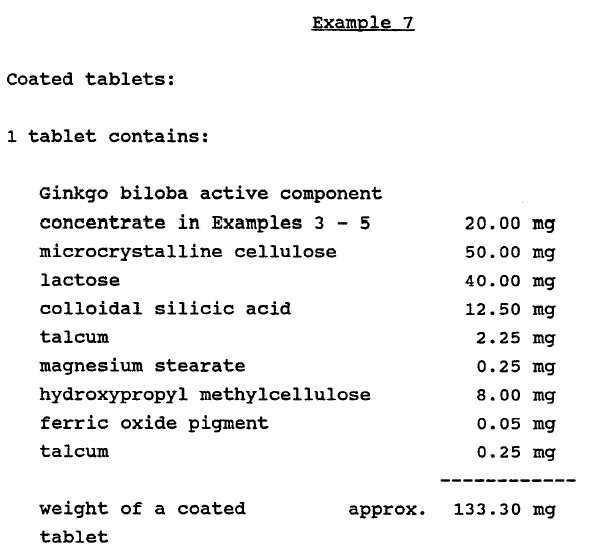 Example 7
Coated tablets:
1 tablet contains:
Ginkgo biloba active component
concentrate in Examples 3 - 5 20.00 mg
microcrystalline cellulose 50.00 mg
lactose 40.00 mg
colloidal silicic acid 12.50 mg
talcum 2.25 mg
magnesium stearate 0.25 mg
hydroxypropyl methylcellulose 8.00 mg
ferric oxide pigment 0.05 mg
talcum 0.25 mg
-------------
weight of a coated approx. 133.30 mg
tablet